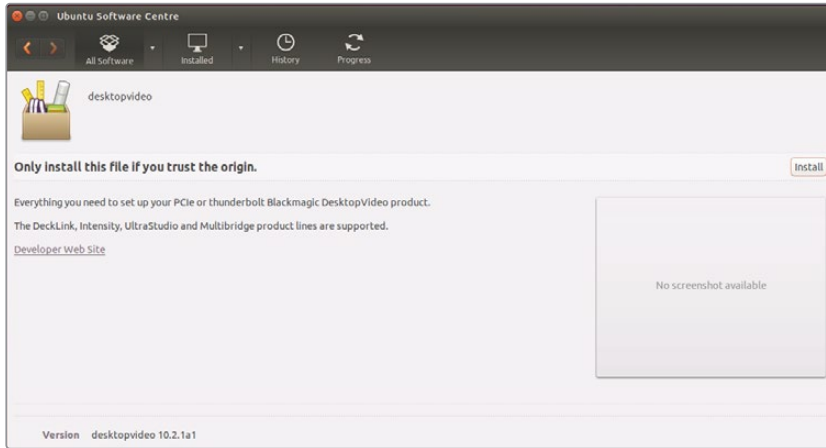 Ubuntu Software Centre
All Software
Installed
History
Progress
desktopvideo
Only install this file if you trust the origin.
Install
Everything you need to set up your PCIe or thunderbolt Blackmagic DesktopVideo product.
The DeckLink, Intensity, UltraStudio and Multibridge product lines are supported.
Developer Web Site
No screenshot available
Version desktopvideo 10.2.1a1